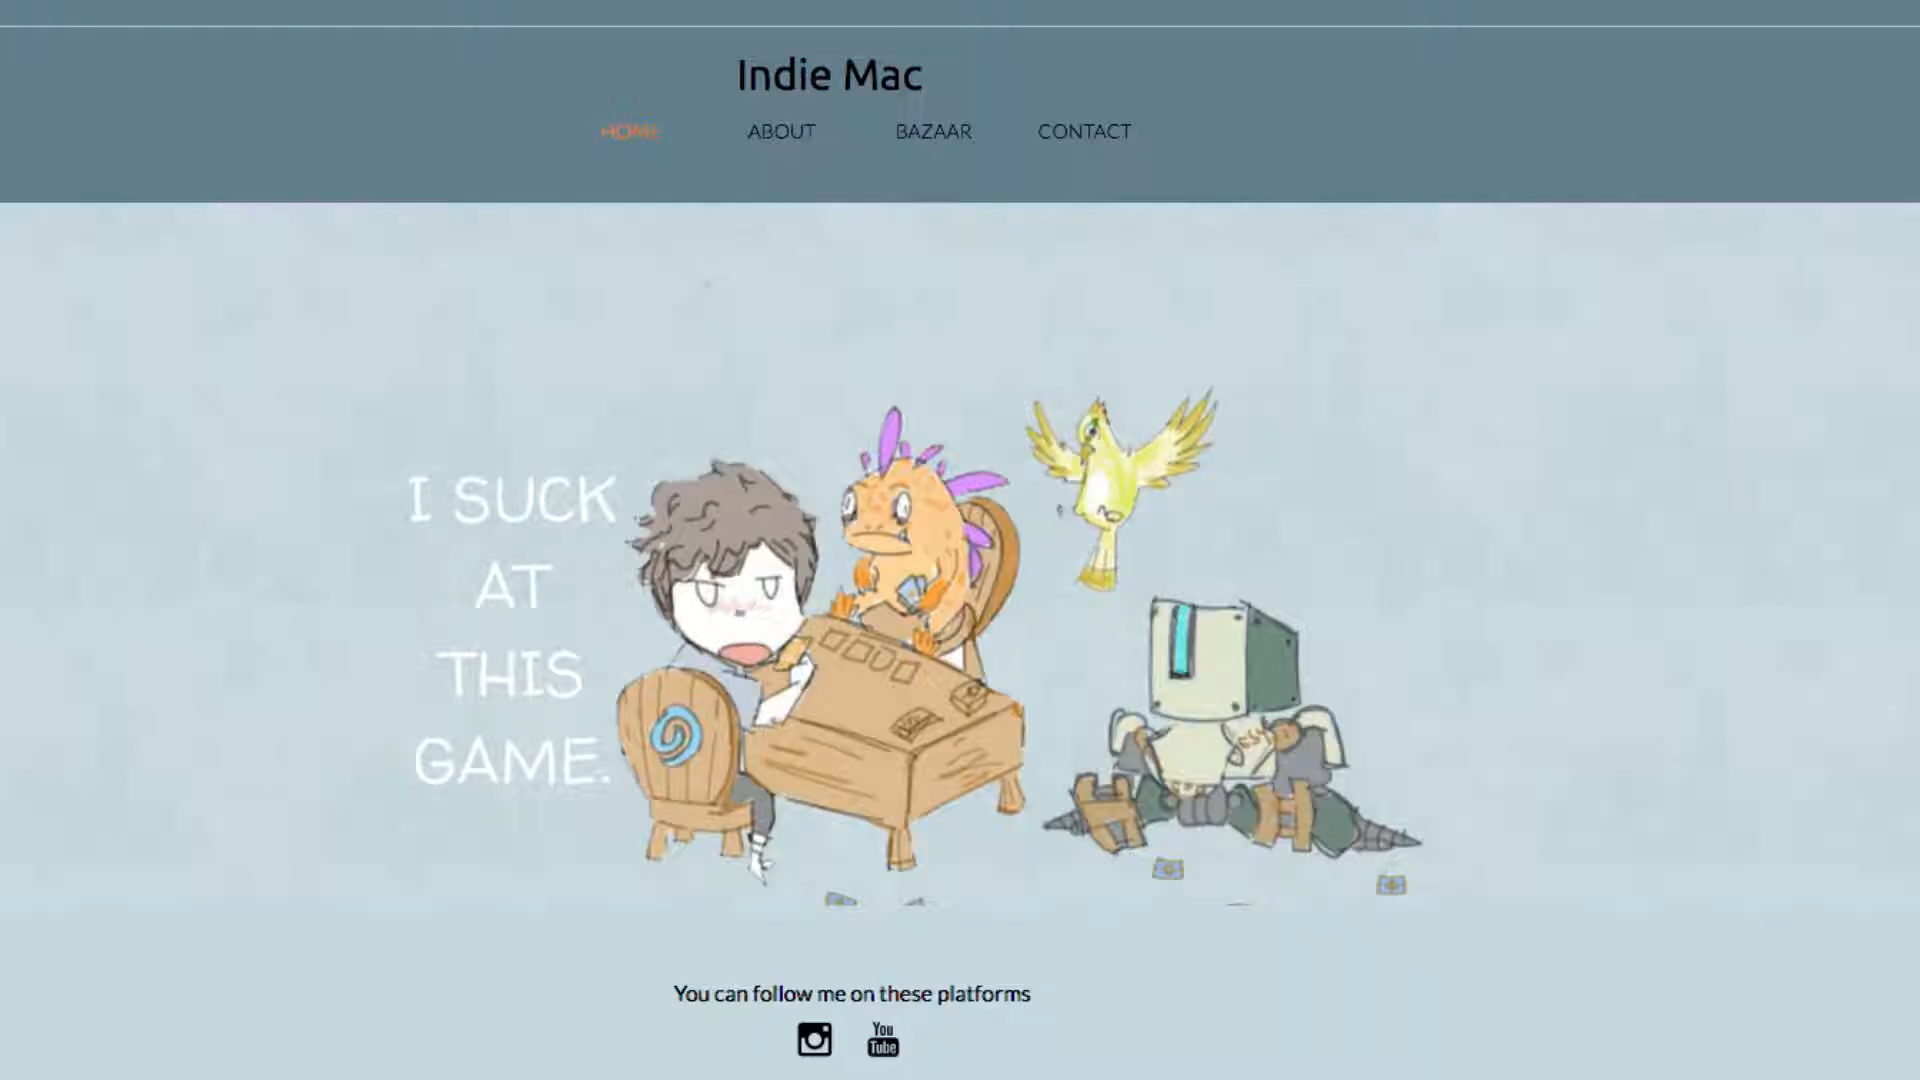 Indie Mac
HOME ABOUT BAZAAR CONTACT
I SUCK
AT
THIS
GAME.
You can follow me on these platforms
You
Tube